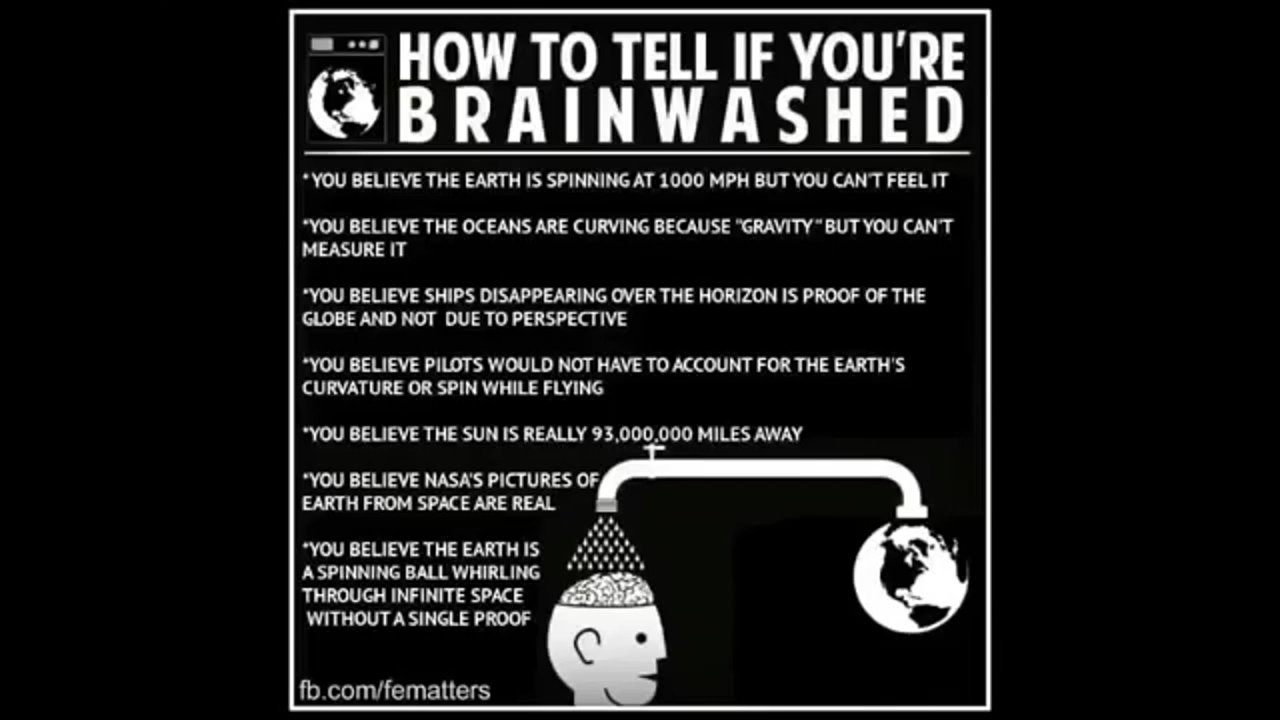 HOW TO TELL IF YOU'RE
BRAINWASHED
*YOU BELIEVE THE EARTH IS SPINNING AT 1000 MPH BUT YOU CAN'T FEEL IT
*YOU BELIEVE THE OCEANS ARE CURVING BECAUSE "GRAVITY" BUT YOU CAN'T
MEASURE IT
*YOU BELIEVE SHIPS DISAPPEARING OVER THE HORIZON IS PROOF OF THE
GLOBE AND NOT DUE TO PERSPECTIVE
*YOU BELIEVE PILOTS WOULD NOT HAVE TO ACCOUNT FOR THE EARTH'S
CURVATURE OR SPIN WHILE FLYING
*YOU BELIEVE THE SUN IS REALLY 93,000,000 MILES AWAY
*YOU BELIEVE NASA'S PICTURES OF
EARTH FROM SPACE ARE REAL
*YOU BELIEVE THE EARTH IS
A SPINNING BALL WHIRLING
THROUGH INFINITE SPACE
WITHOUT A SINGLE PROOF
fb.com/fematters